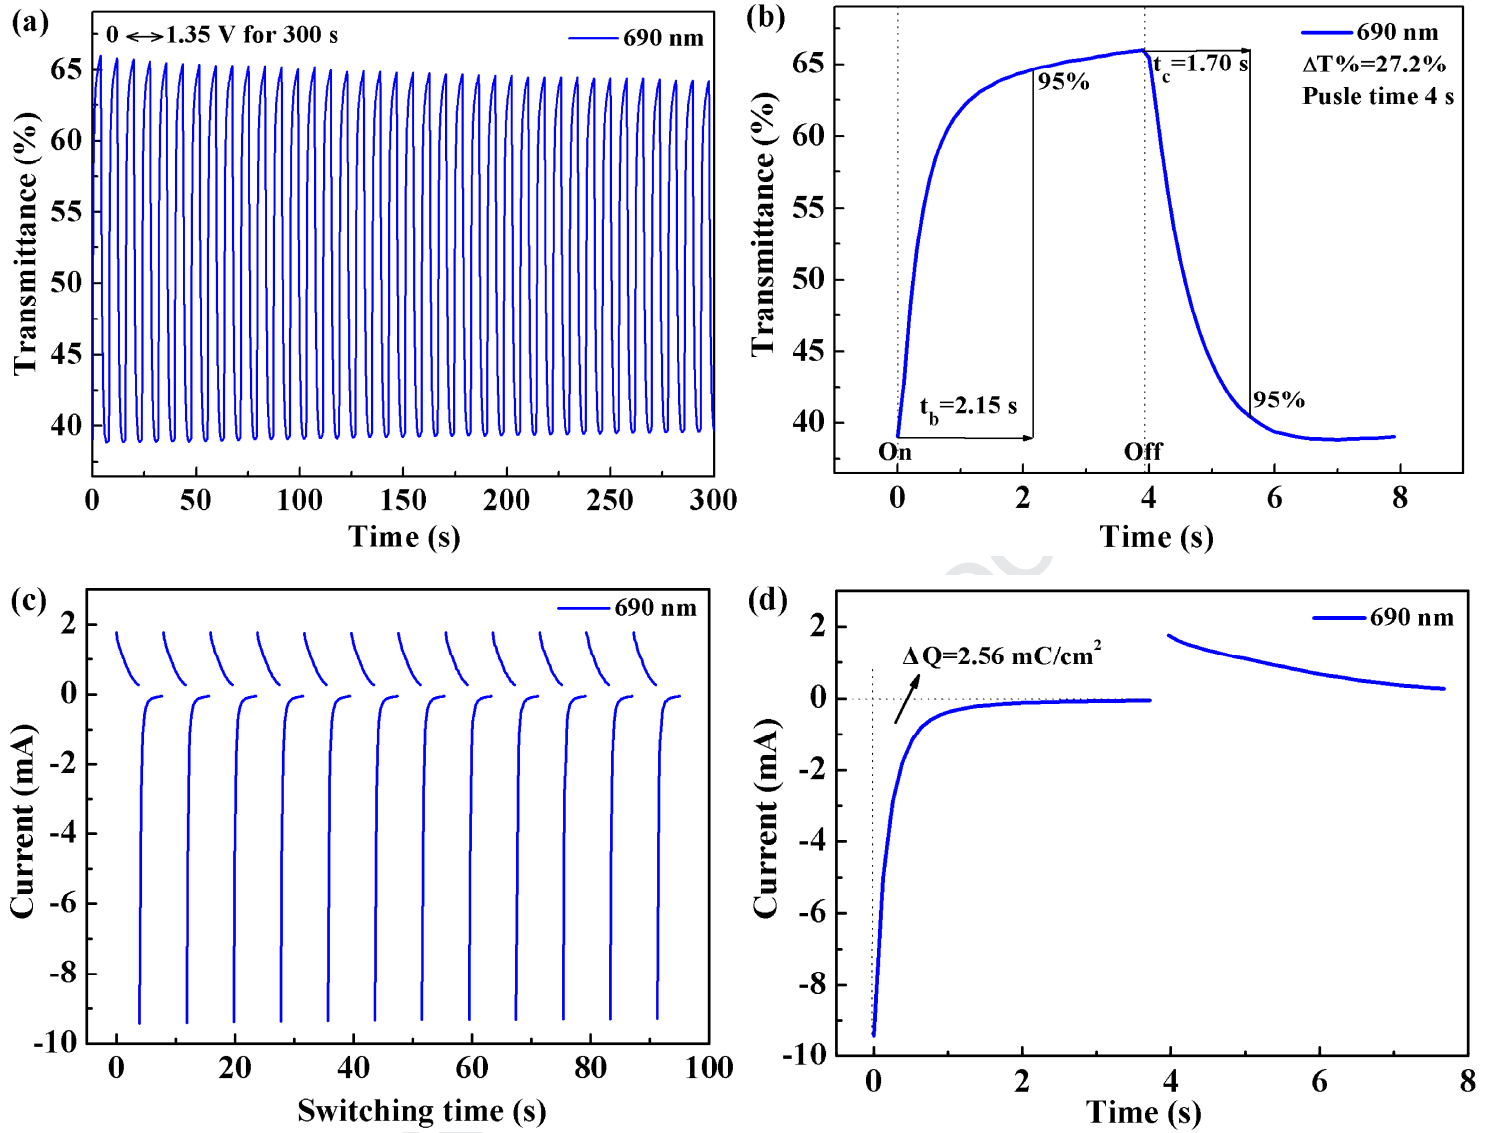 (a)
0 ↔ 1.35 V for 300 s
690 nm
65
60
55
50
45
40
Transmittance (%)
0 50 100 150 200 250 300
Time (s)
(b)
690 nm
ΔT%=27.2%
Pusle time 4 s
t_c=1.70 s
95%
t_b=2.15 s
95%
On
Off
65
60
55
50
45
40
Transmittance (%)
0 2 4 6 8
Time (s)
(c)
690 nm
2
0
-2
-4
-6
-8
-10
Current (mA)
0 20 40 60 80 100
Switching time (s)
(d)
690 nm
ΔQ=2.56 mC/cm²
2
0
-2
-4
-6
-8
-10
Current (mA)
0 2 4 6 8
Time (s)